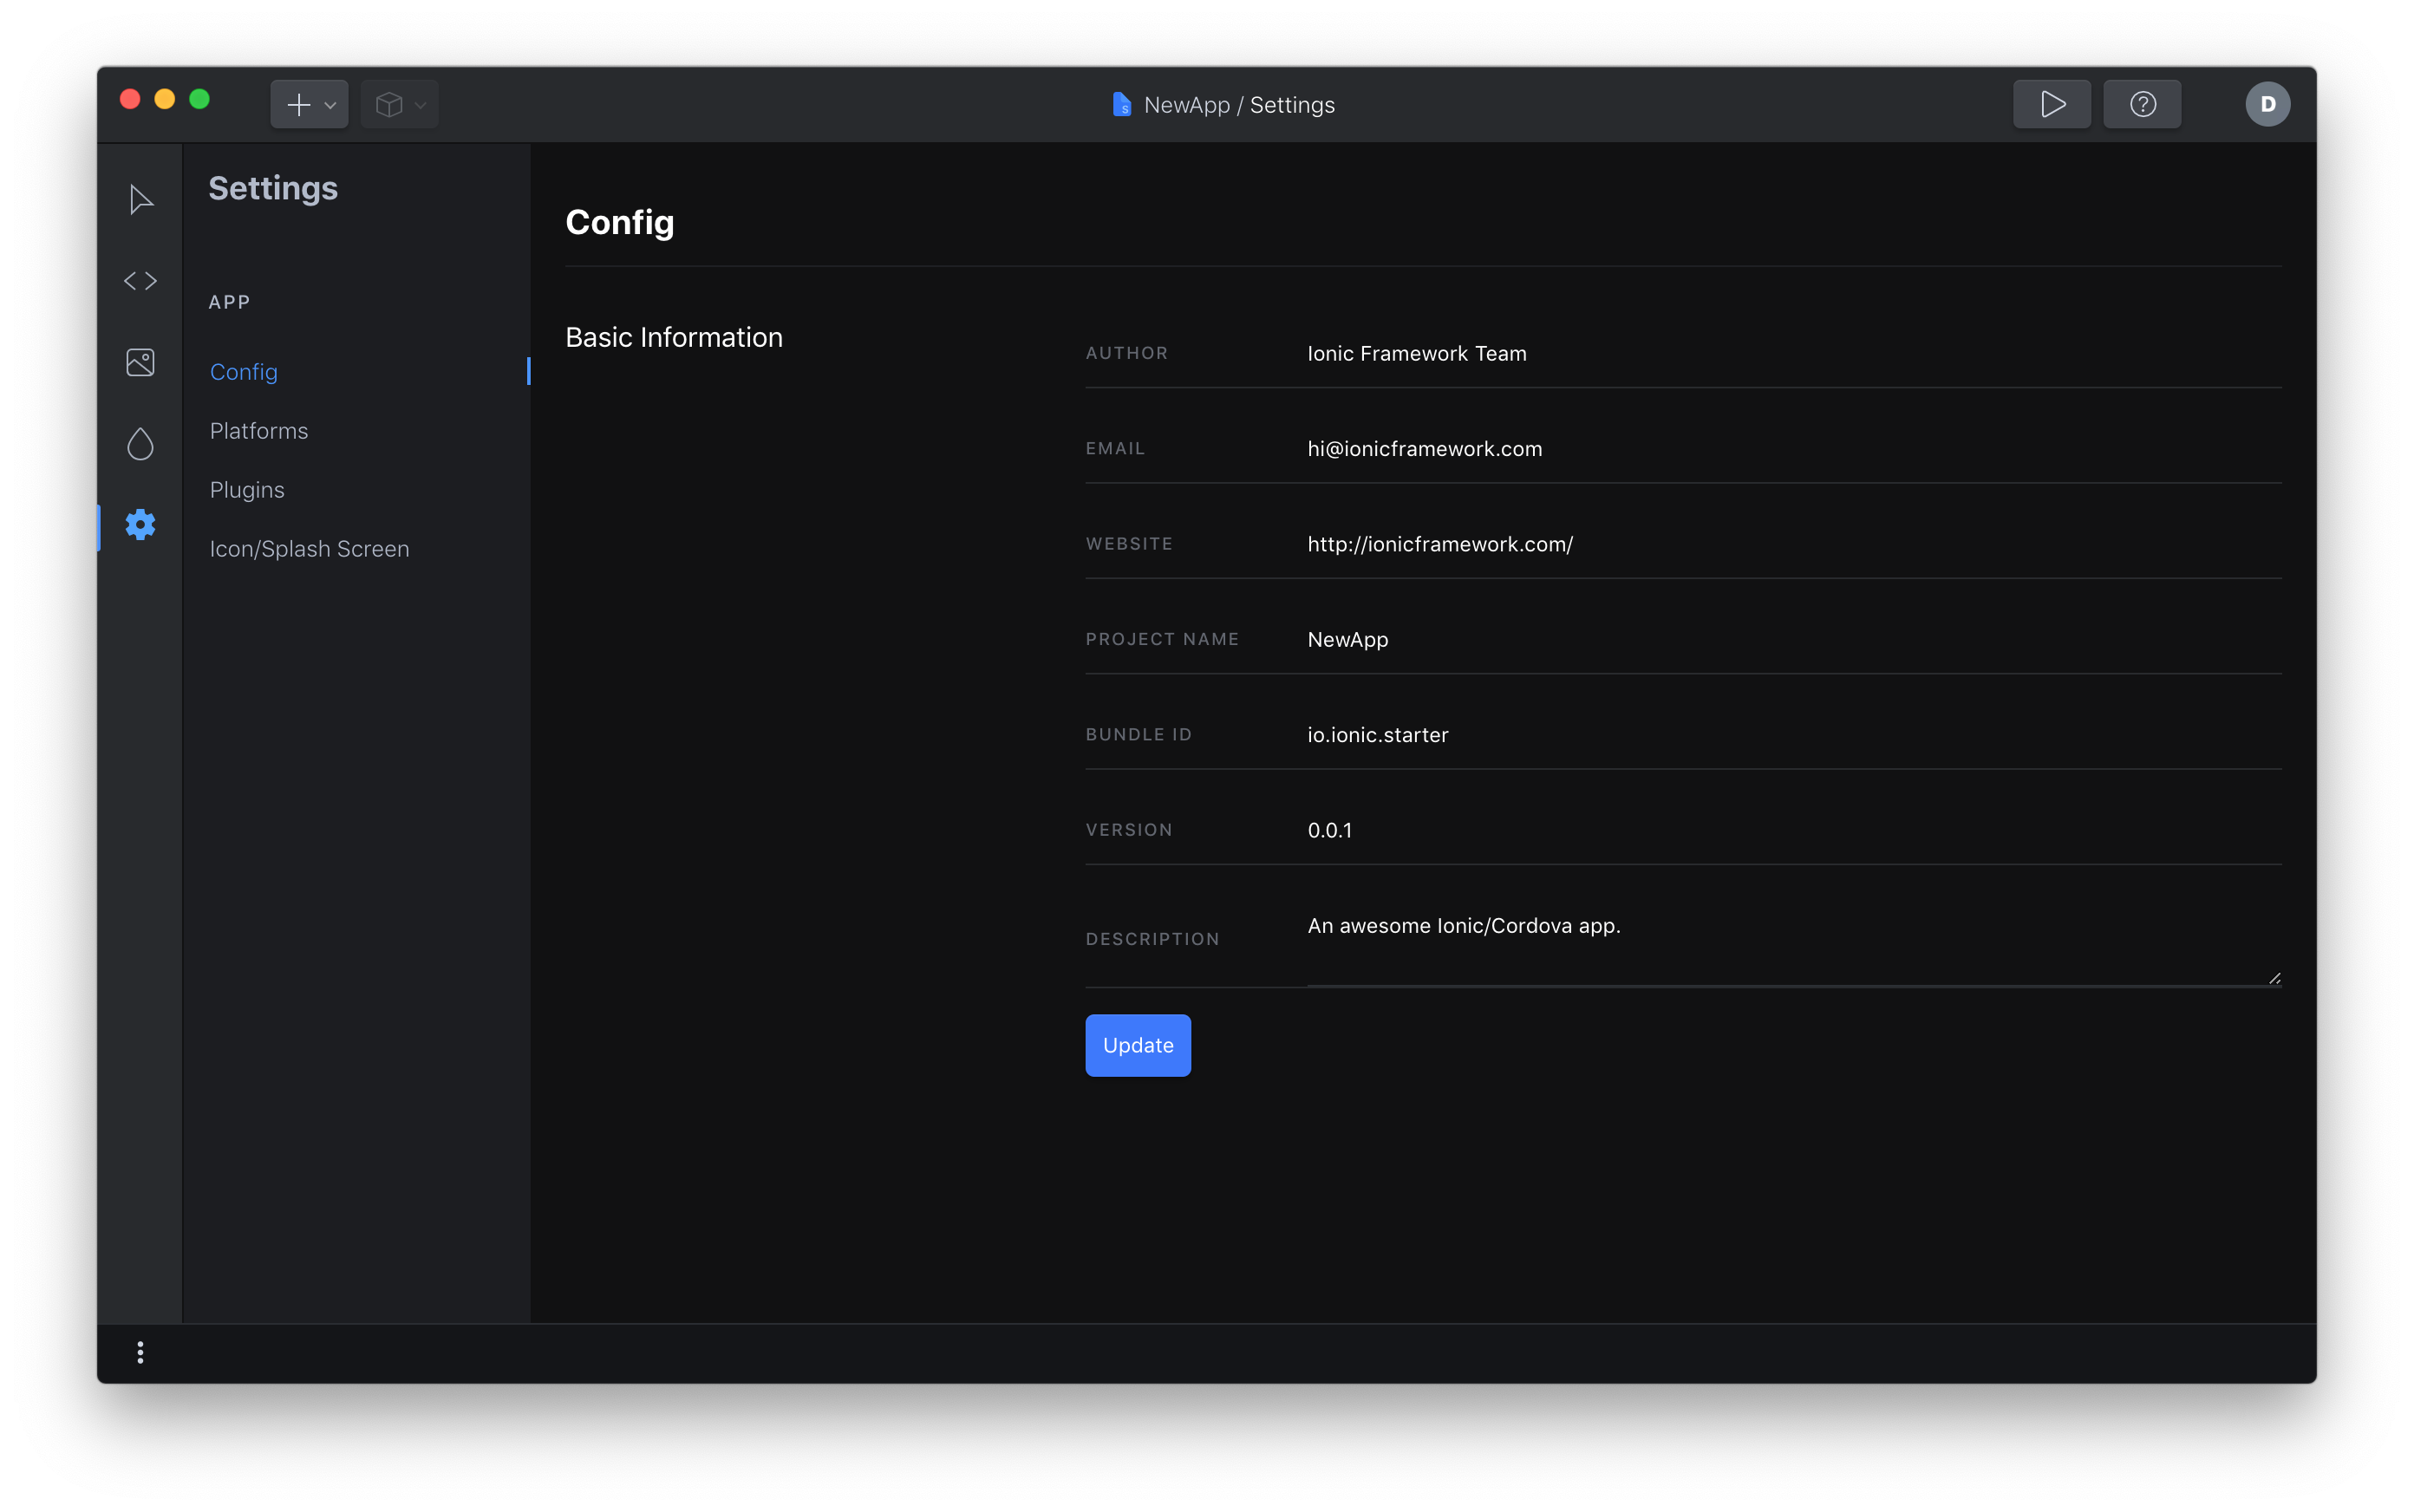 NewApp / Settings
D
Settings
APP
Config
Platforms
Plugins
Icon/Splash Screen
Config
Basic Information
AUTHOR Ionic Framework Team
EMAIL hi@ionicframework.com
WEBSITE http://ionicframework.com/
PROJECT NAME NewApp
BUNDLE ID io.ionic.starter
VERSION 0.0.1
DESCRIPTION An awesome Ionic/Cordova app.
Update